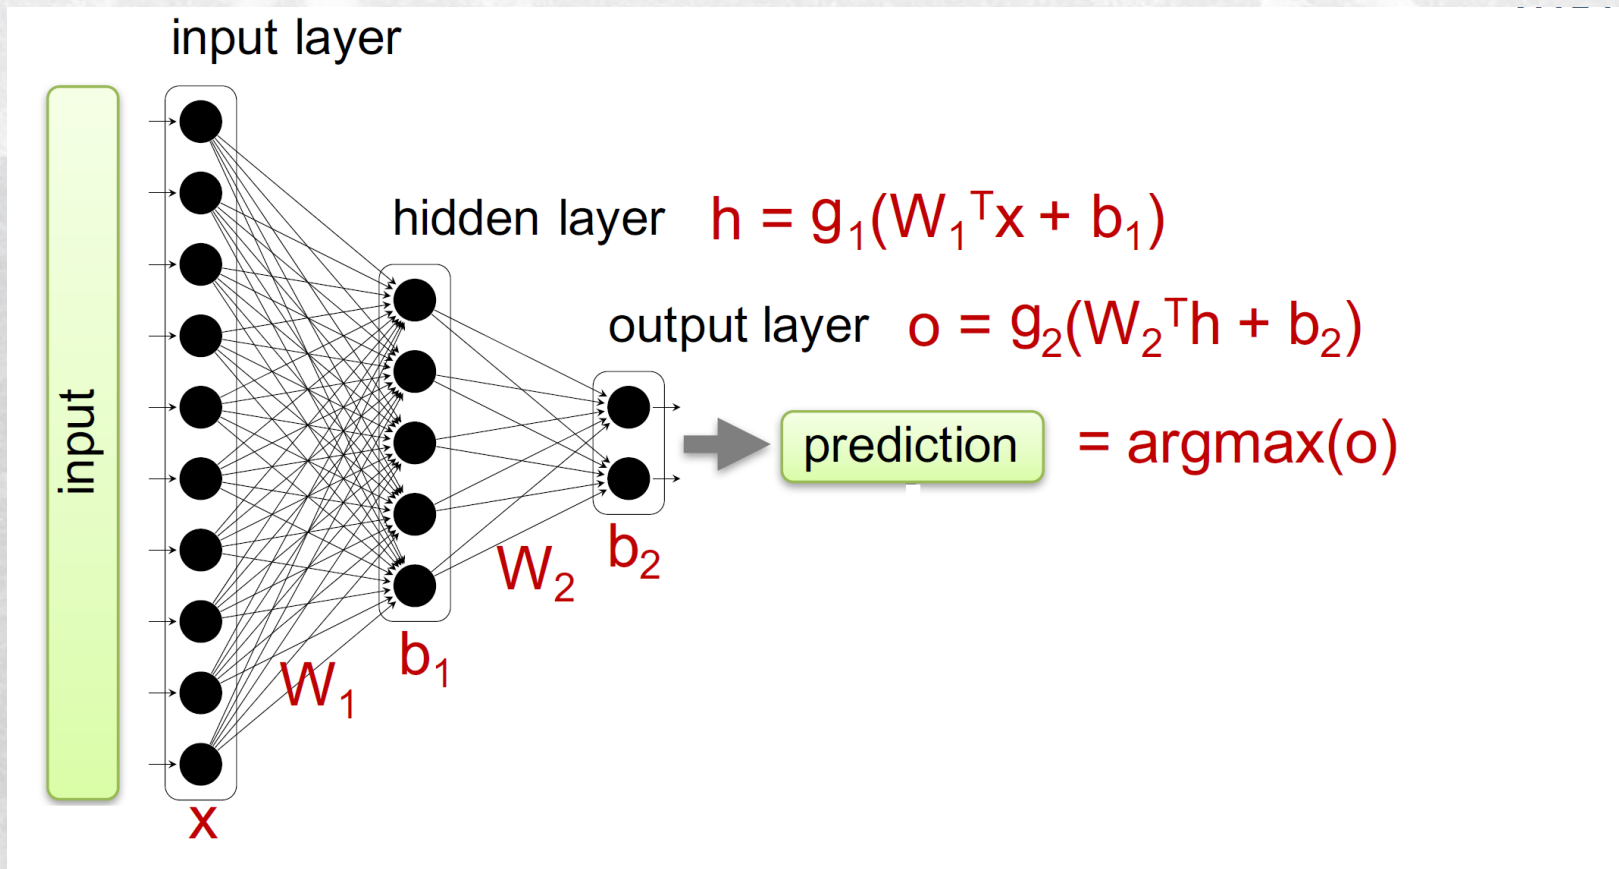 input layer
input
hidden layer h = g₁(W₁ᵀx + b₁)
output layer o = g₂(W₂ᵀh + b₂)
prediction = argmax(o)
W₂
b₂
b₁
W₁
x